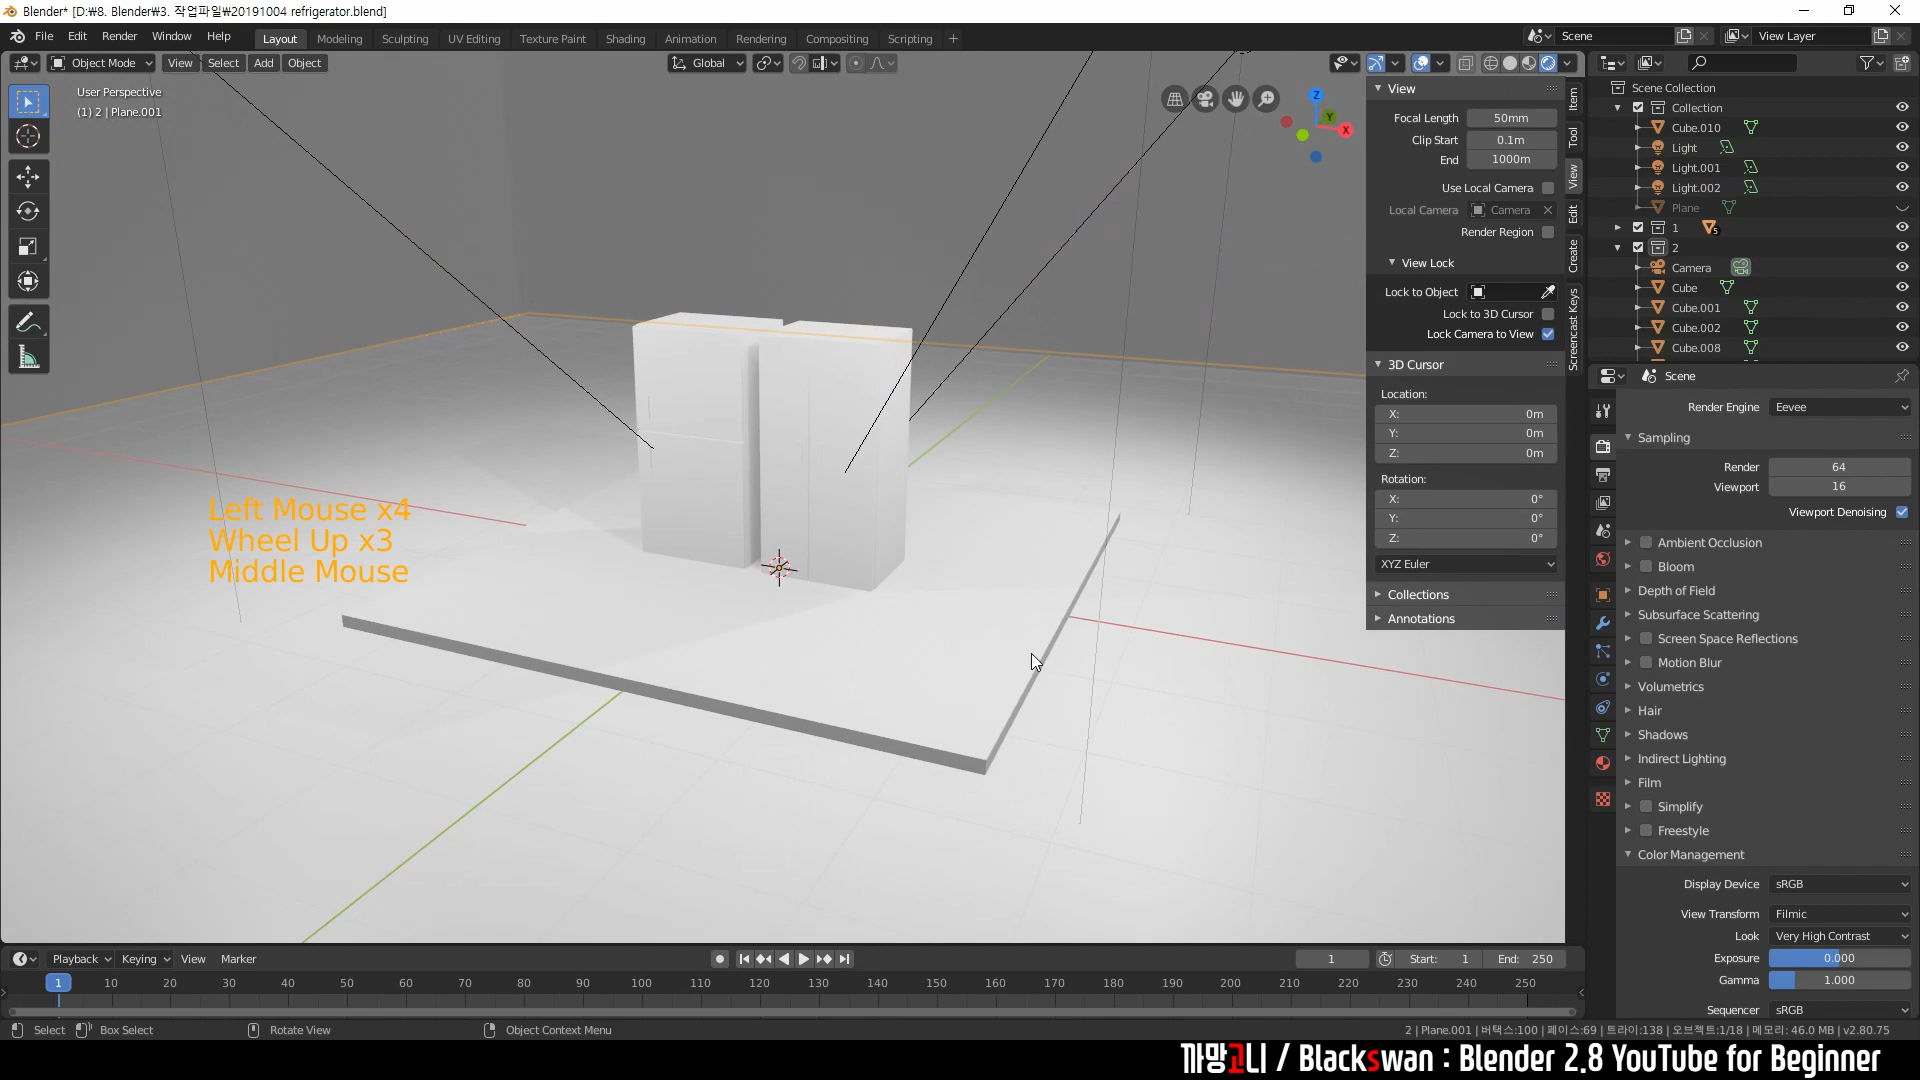 Blender* [D:₩8. Blender₩3. 작업파일₩20191004 refrigerator.blend]
File Edit Render Window Help
Layout Modeling Sculpting UV Editing Texture Paint Shading Animation Rendering Compositing Scripting +
Scene
View Layer
Object Mode View Select Add Object
Global
User Perspective
(1) 2 | Plane.001
Z
Y
X
Left Mouse x4
Wheel Up x3
Middle Mouse
View
Focal Length 50mm
Clip Start 0.1m
End 1000m
Use Local Camera
Local Camera Camera
Render Region
View Lock
Lock to Object
Lock to 3D Cursor
Lock Camera to View
3D Cursor
Location:
X: 0m
Y: 0m
Z: 0m
Rotation:
X: 0°
Y: 0°
Z: 0°
XYZ Euler
Collections
Annotations
Item
Tool
View
Edit
Create
Screencast Keys
Scene Collection
Collection
Cube.010
Light
Light.001
Light.002
Plane
1 5
2
Camera
Cube
Cube.001
Cube.002
Cube.008
Scene
Render Engine Eevee
Sampling
Render 64
Viewport 16
Viewport Denoising
Ambient Occlusion
Bloom
Depth of Field
Subsurface Scattering
Screen Space Reflections
Motion Blur
Volumetrics
Hair
Shadows
Indirect Lighting
Film
Simplify
Freestyle
Color Management
Display Device sRGB
View Transform Filmic
Look Very High Contrast
Exposure 0.000
Gamma 1.000
Sequencer sRGB
Playback Keying View Marker
1 Start: 1 End: 250
1 10 20 30 40 50 60 70 80 90 100 110 120 130 140 150 160 170 180 190 200 210 220 230 240 250
Select Box Select Rotate View Object Context Menu
2 | Plane.001 | 버텍스:100 | 페이스:69 | 트라이:138 | 오브젝트:1/18 | 메모리: 46.0 MB | v2.80.75
까망고니 / Blackswan : Blender 2.8 YouTube for Beginner